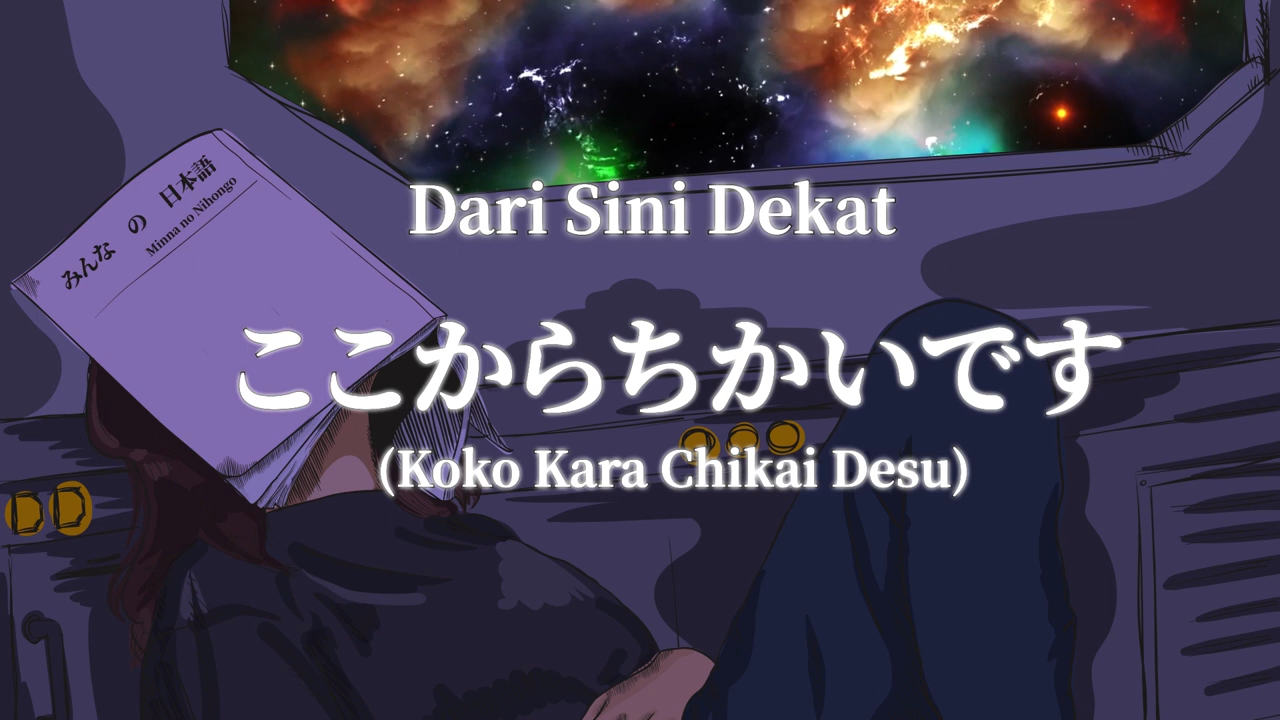 みんな の 日本語
Minna no Nihongo
Dari Sini Dekat
ここからちかいです
(Koko Kara Chikai Desu)